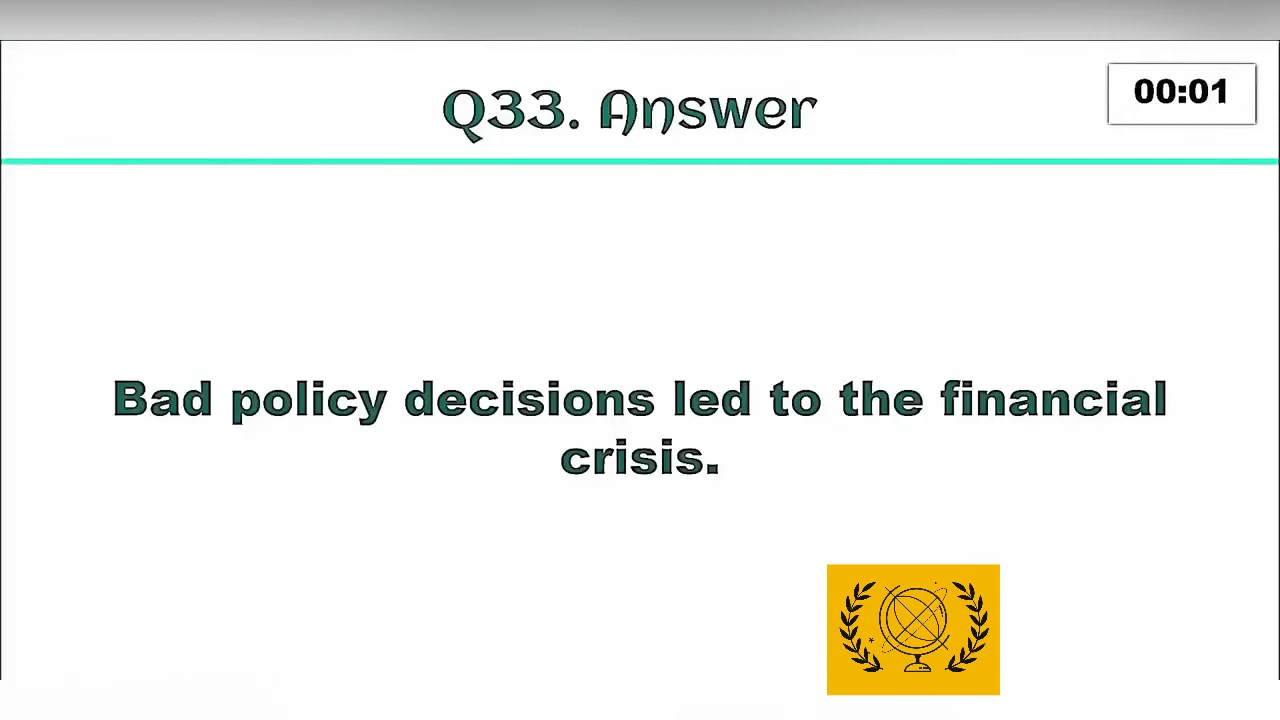 Q33. Answer
00:01
Bad policy decisions led to the financial
crisis.